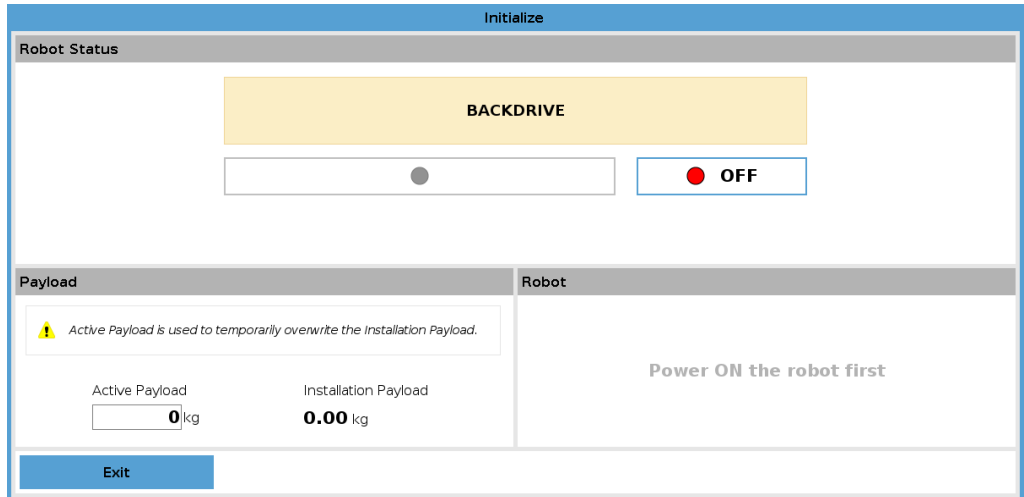 Initialize
Robot Status
BACKDRIVE
OFF
Payload
Robot
Active Payload is used to temporarily overwrite the Installation Payload.
Power ON the robot first
Active Payload Installation Payload
0 kg 0.00 kg
Exit